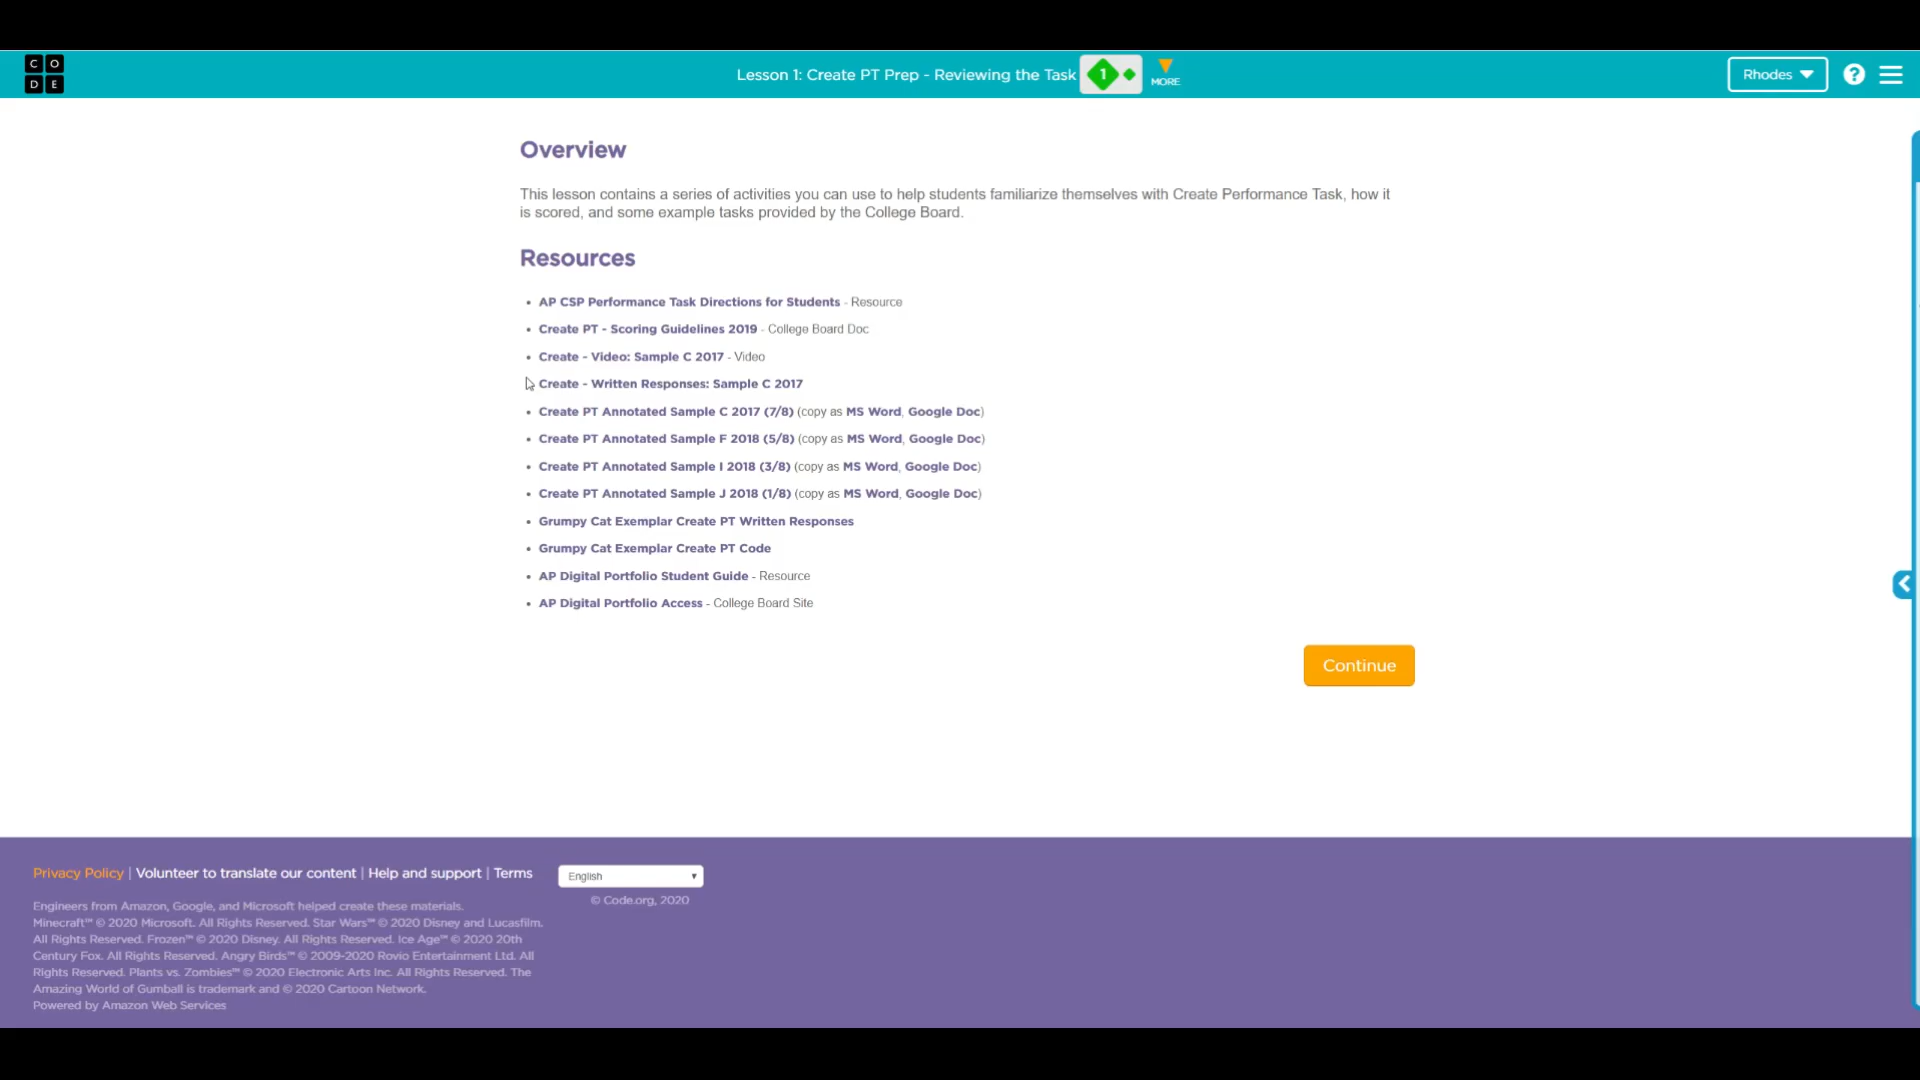 C O
D E
Lesson 1: Create PT Prep - Reviewing the Task
1
MORE
Rhodes
?
Overview
This lesson contains a series of activities you can use to help students familiarize themselves with Create Performance Task, how it
is scored, and some example tasks provided by the College Board.
Resources
• AP CSP Performance Task Directions for Students - Resource
• Create PT - Scoring Guidelines 2019 - College Board Doc
• Create - Video: Sample C 2017 - Video
Create - Written Responses: Sample C 2017
• Create PT Annotated Sample C 2017 (7/8) (copy as MS Word, Google Doc)
• Create PT Annotated Sample F 2018 (5/8) (copy as MS Word, Google Doc)
• Create PT Annotated Sample I 2018 (3/8) (copy as MS Word, Google Doc)
• Create PT Annotated Sample J 2018 (1/8) (copy as MS Word, Google Doc)
• Grumpy Cat Exemplar Create PT Written Responses
• Grumpy Cat Exemplar Create PT Code
• AP Digital Portfolio Student Guide - Resource
• AP Digital Portfolio Access - College Board Site
Continue
Privacy Policy | Volunteer to translate our content | Help and support | Terms
English
© Code.org, 2020
Engineers from Amazon, Google, and Microsoft helped create these materials.
Minecraft™ © 2020 Microsoft. All Rights Reserved. Star Wars™ © 2020 Disney and Lucasfilm.
All Rights Reserved. Frozen™ © 2020 Disney. All Rights Reserved. Ice Age™ © 2020 20th
Century Fox. All Rights Reserved. Angry Birds™ © 2009-2020 Rovio Entertainment Ltd. All
Rights Reserved. Plants vs. Zombies™ © 2020 Electronic Arts Inc. All Rights Reserved. The
Amazing World of Gumball is trademark and © 2020 Cartoon Network.
Powered by Amazon Web Services